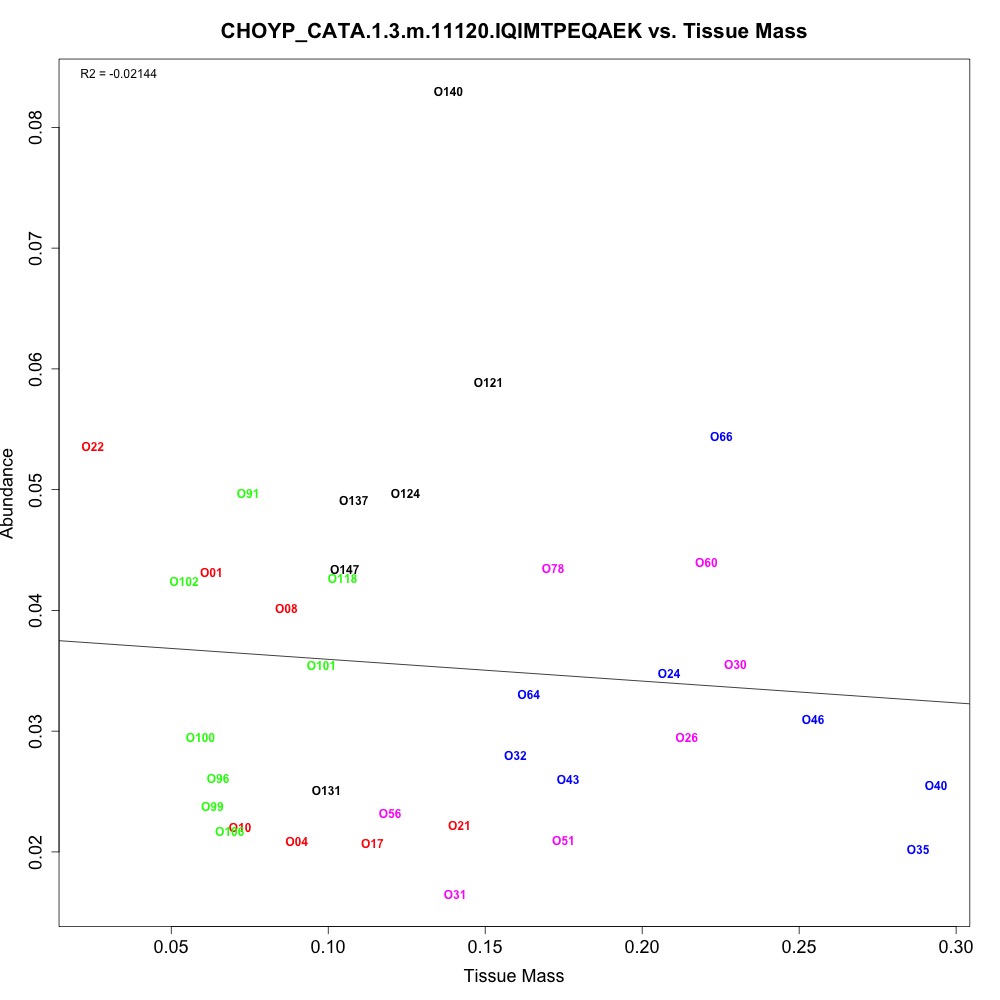 CHOYP_CATA.1.3.m.11120.IQIMTPEQAEK vs. Tissue Mass
R2 = -0.02144
O140
0.08
0.07
0.06
O121
O66
O22
0.05
O91
O137
O124
O147
O118
O78
O60
O01
O102
O08
0.04
O101
O30
O24
O64
O46
0.03
O100
O26
O32
O96
O43
O40
O131
O99
O56
O10
O106
O21
O04
O17
O51
O35
0.02
O31
Abundance
0.05 0.10 0.15 0.20 0.25 0.30
Tissue Mass